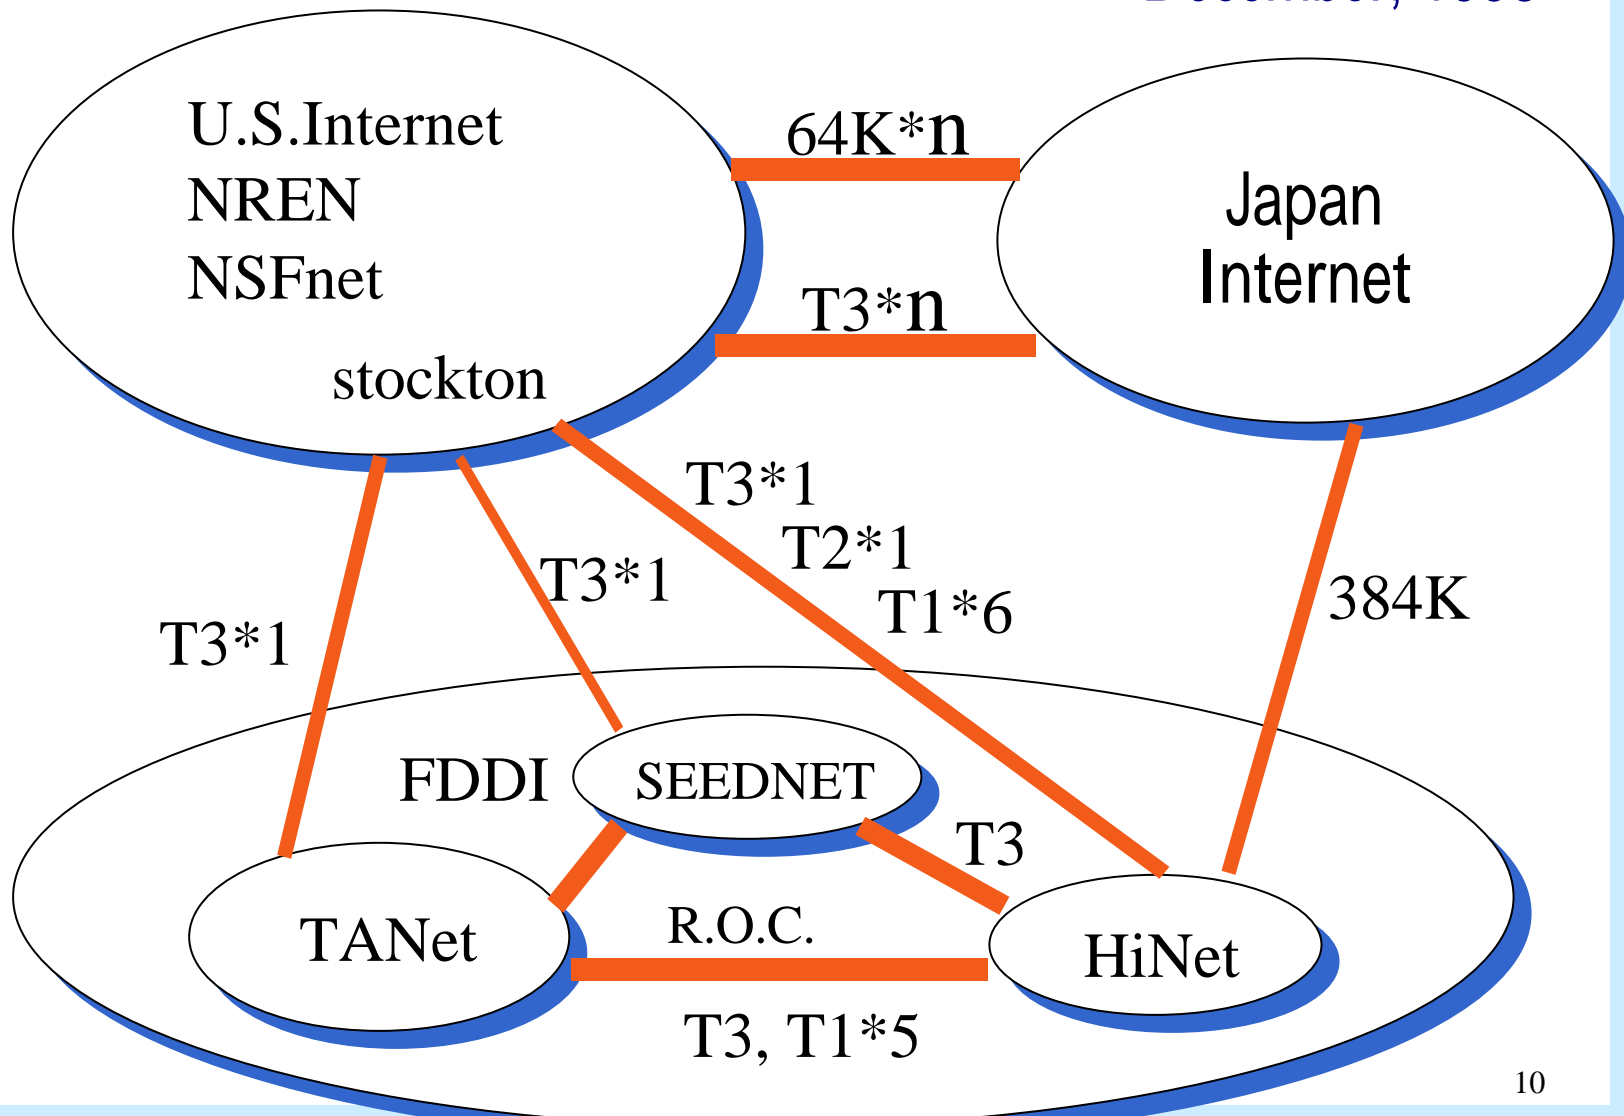 U.S.Internet
NREN
NSFnet
stockton
64K*n
T3*n
Japan
Internet
T3*1
T2*1
T1*6
T3*1
T3*1
384K
FDDI
SEEDNET
T3
TANet
R.O.C.
HiNet
T3, T1*5
10